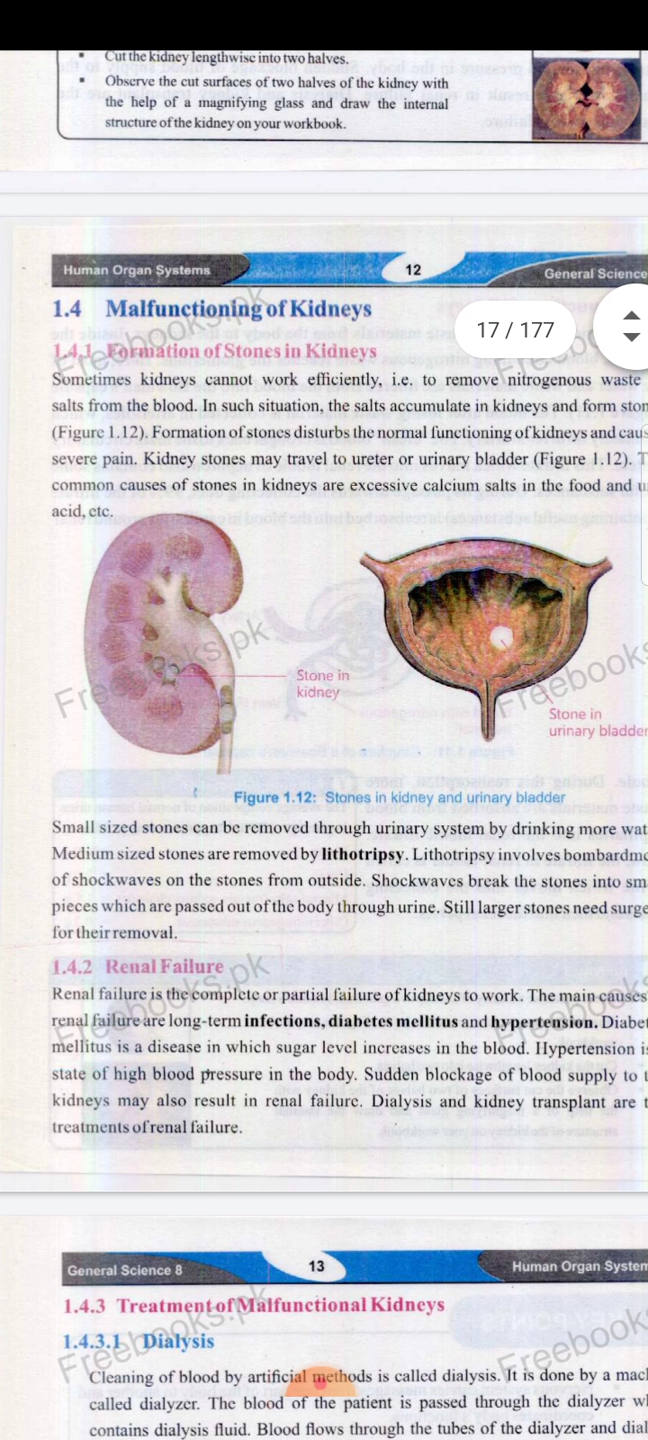 Cut the kidney lengthwise into two halves.
Observe the cut surfaces of two halves of the kidney with
the help of a magnifying glass and draw the internal
structure of the kidney on your workbook.
Human Organ Systems 12 General Science
1.4 Malfunctioning of Kidneys
17 / 177
1.4.1 Formation of Stones in Kidneys
Sometimes kidneys cannot work efficiently, i.e. to remove nitrogenous waste
salts from the blood. In such situation, the salts accumulate in kidneys and form ston
(Figure 1.12). Formation of stones disturbs the normal functioning of kidneys and caus
severe pain. Kidney stones may travel to ureter or urinary bladder (Figure 1.12). T
common causes of stones in kidneys are excessive calcium salts in the food and u
acid, etc.
Stone in
kidney
Stone in
urinary bladder
Figure 1.12: Stones in kidney and urinary bladder
Small sized stones can be removed through urinary system by drinking more wat
Medium sized stones are removed by lithotripsy. Lithotripsy involves bombardme
of shockwaves on the stones from outside. Shockwaves break the stones into sm
pieces which are passed out of the body through urine. Still larger stones need surge
for their removal.
1.4.2 Renal Failure
Renal failure is the complete or partial failure of kidneys to work. The main causes
renal failure are long-term infections, diabetes mellitus and hypertension. Diabet
mellitus is a disease in which sugar level increases in the blood. Hypertension is
state of high blood pressure in the body. Sudden blockage of blood supply to t
kidneys may also result in renal failure. Dialysis and kidney transplant are t
treatments of renal failure.
General Science 8 13 Human Organ System
1.4.3 Treatment of Malfunctional Kidneys
1.4.3.1 Dialysis
Cleaning of blood by artificial methods is called dialysis. It is done by a mach
called dialyzer. The blood of the patient is passed through the dialyzer wh
contains dialysis fluid. Blood flows through the tubes of the dialyzer and dial
Freebooks.pk
Freebooks
Freebooks.pk
Freebooks
Freebooks.pk
Freebooks
Freebooks.pk
Freebook